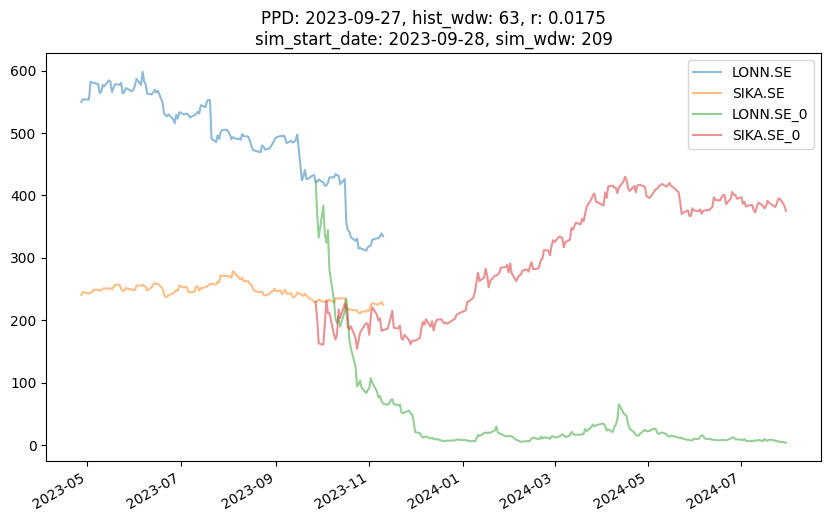 PPD: 2023-09-27, hist_wdw: 63, r: 0.0175
sim_start_date: 2023-09-28, sim_wdw: 209
LONN.SE
SIKA.SE
LONN.SE_0
SIKA.SE_0
600
500
400
300
200
100
0
2023-05
2023-07
2023-09
2023-11
2024-01
2024-03
2024-05
2024-07